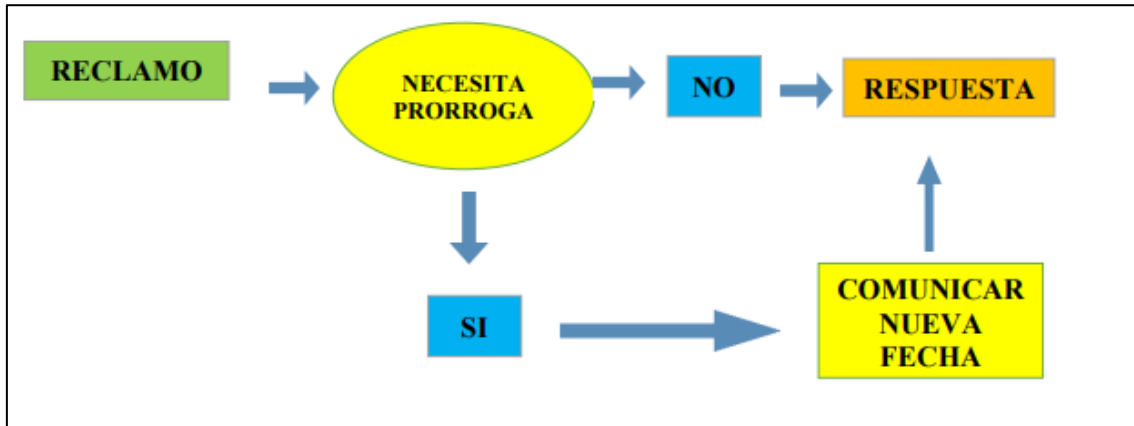 RECLAMO
NECESITA
PRORROGA
NO
RESPUESTA
SI
COMUNICAR
NUEVA
FECHA